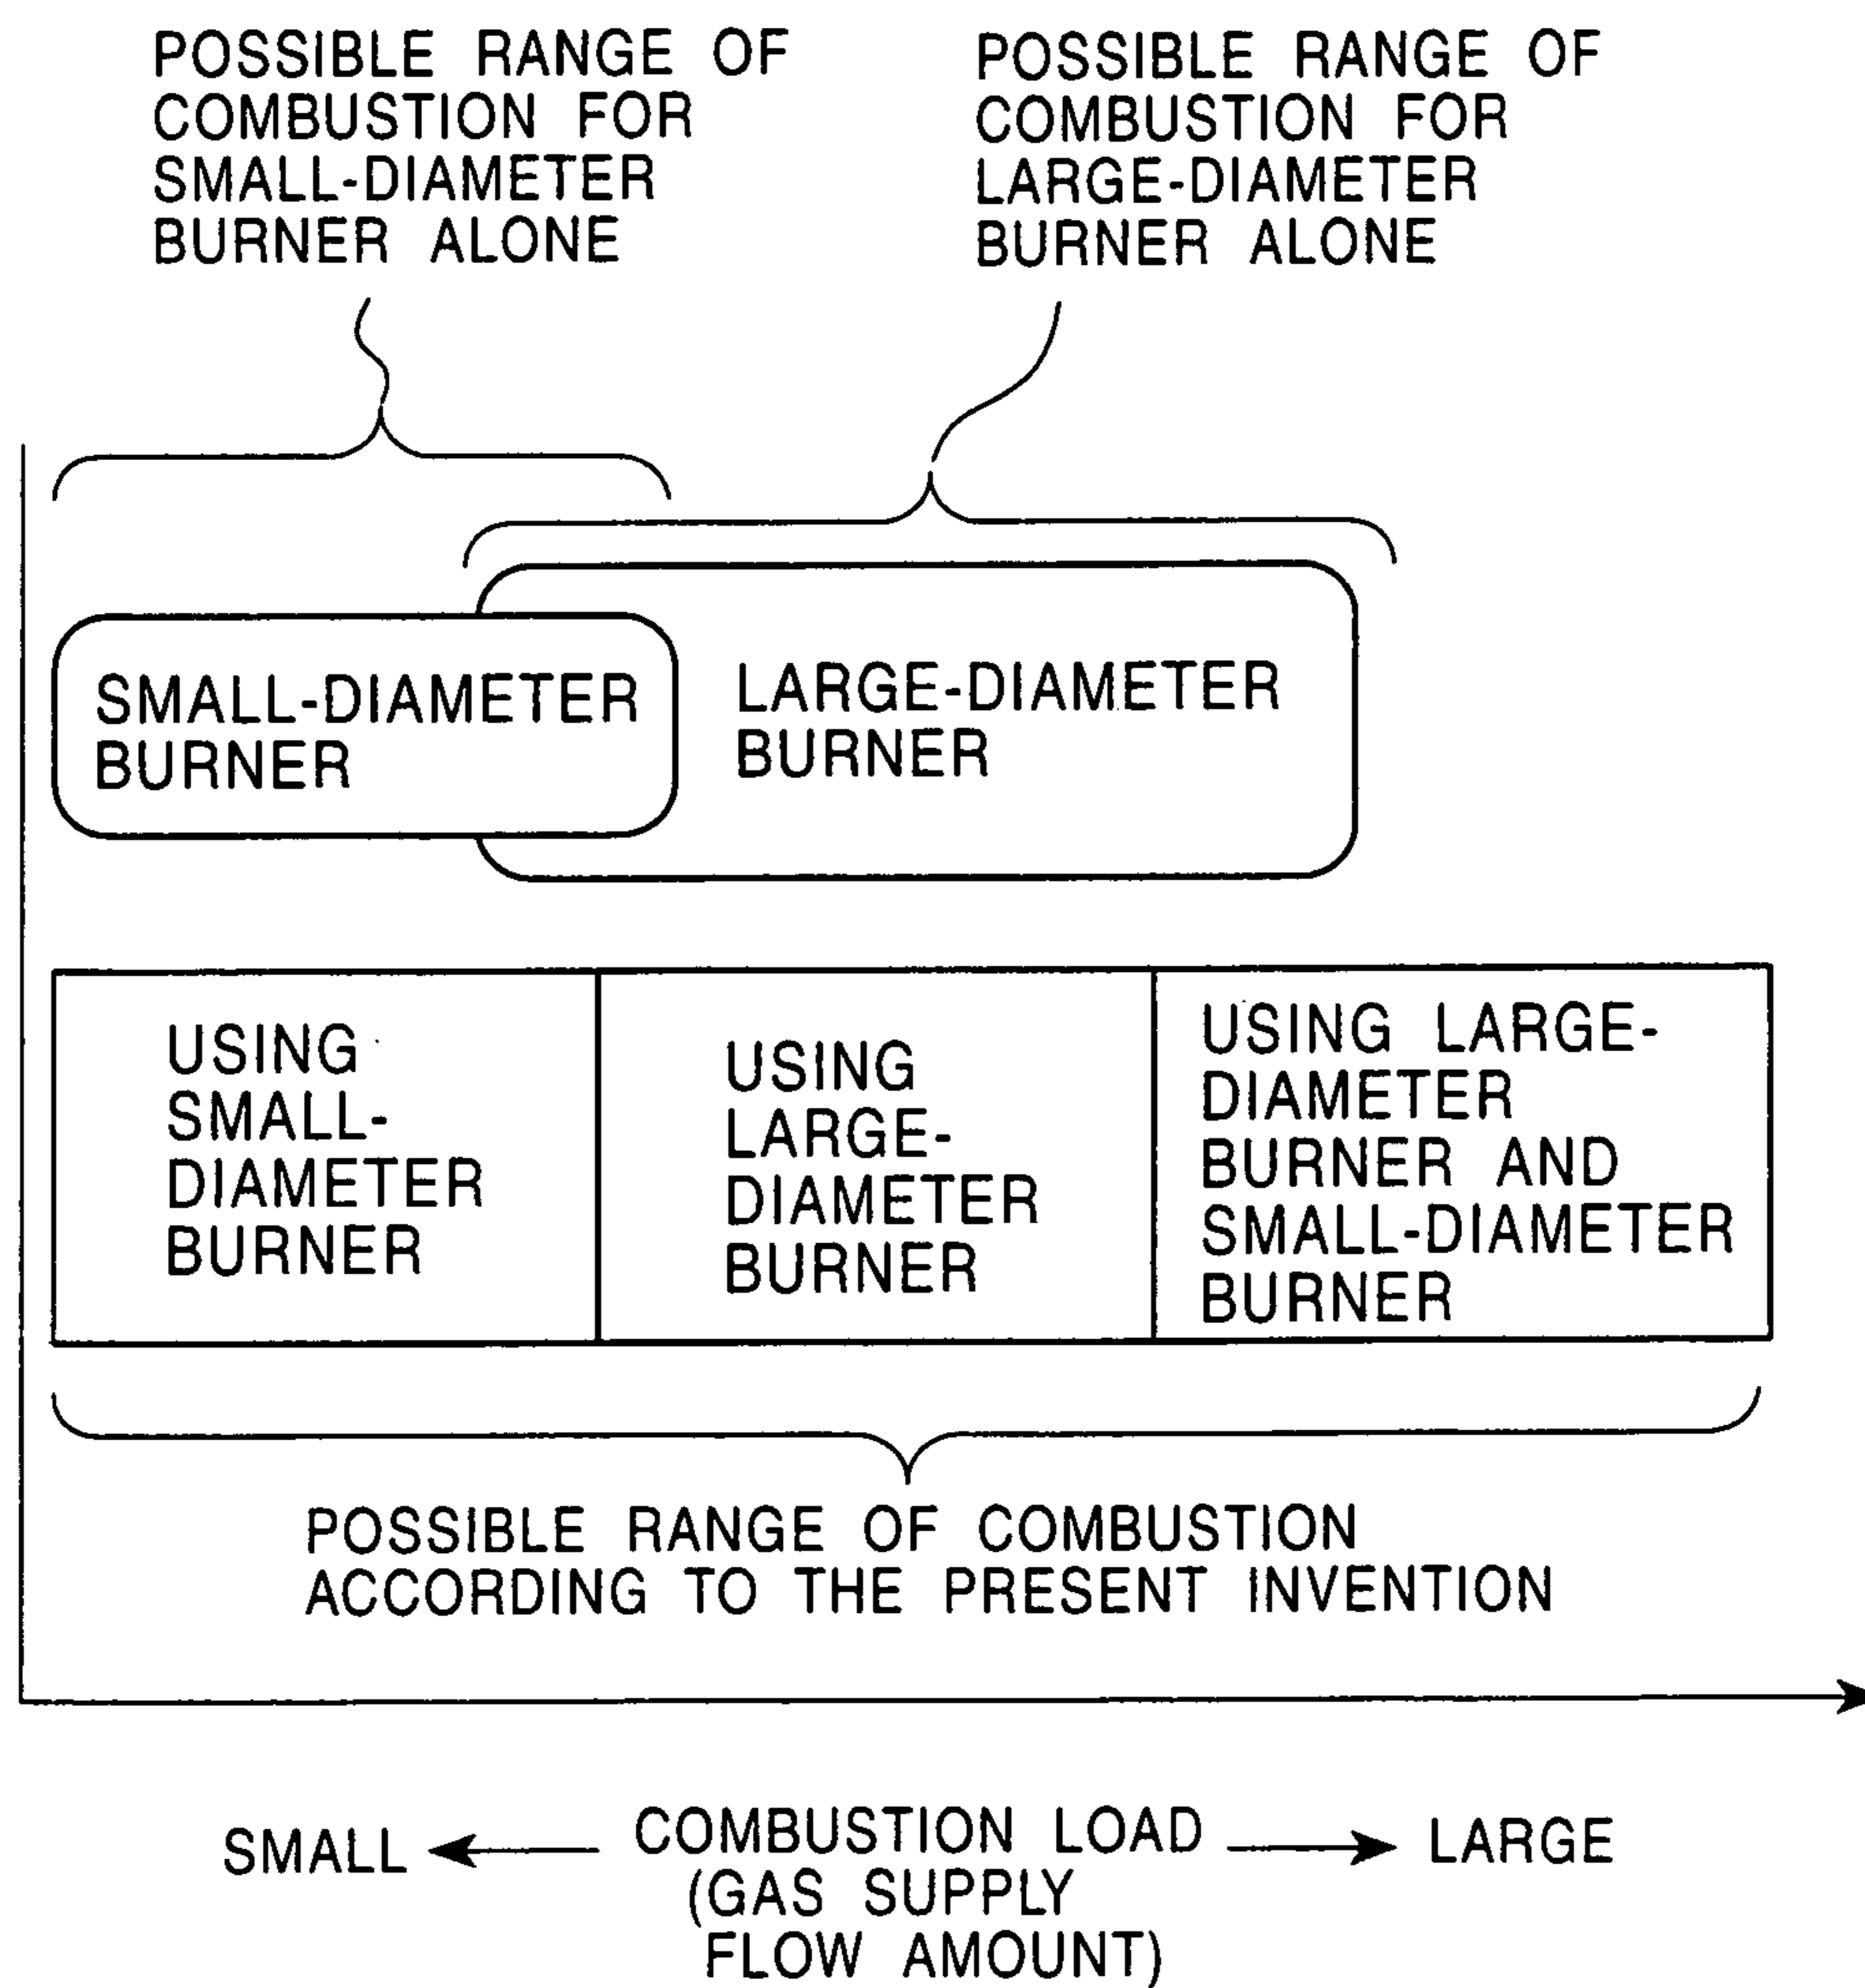 POSSIBLE RANGE OF
COMBUSTION FOR
SMALL-DIAMETER
BURNER ALONE
POSSIBLE RANGE OF
COMBUSTION FOR
LARGE-DIAMETER
BURNER ALONE
SMALL-DIAMETER
BURNER
LARGE-DIAMETER
BURNER
USING
SMALL-
DIAMETER
BURNER
USING
LARGE-
DIAMETER
BURNER
USING LARGE-
DIAMETER
BURNER AND
SMALL-DIAMETER
BURNER
POSSIBLE RANGE OF COMBUSTION
ACCORDING TO THE PRESENT INVENTION
SMALL
COMBUSTION LOAD
(GAS SUPPLY
FLOW AMOUNT)
LARGE